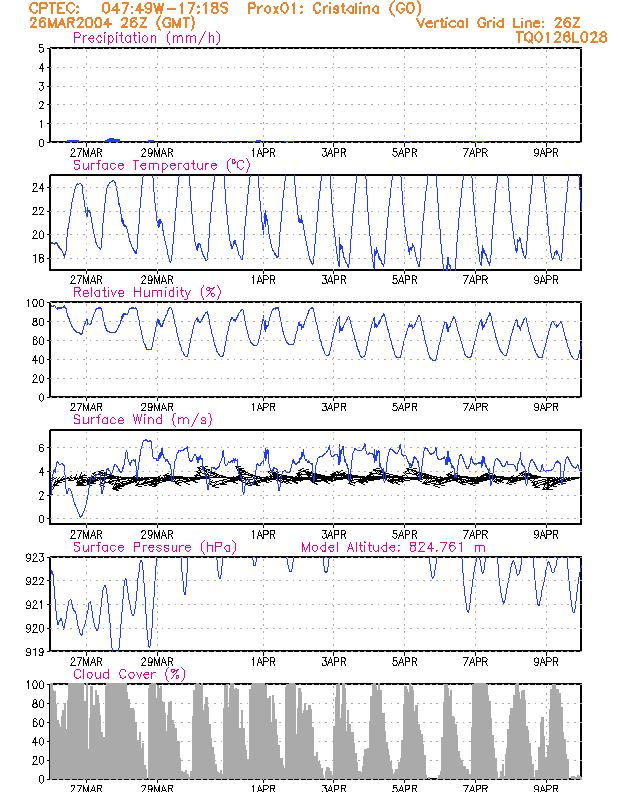 CPTEC: 047:49W-17:18S Prox01: Cristalina (GO)
26MAR2004 26Z (GMT) Vertical Grid Line: 26Z
Precipitation (mm/h) TQ0126L028
5
4
3
2
1
0
27MAR 29MAR 1APR 3APR 5APR 7APR 9APR
Surface Temperature (°C)
24
22
20
18
27MAR 29MAR 1APR 3APR 5APR 7APR 9APR
Relative Humidity (%)
100
80
60
40
20
0
27MAR 29MAR 1APR 3APR 5APR 7APR 9APR
Surface Wind (m/s)
6
4
2
0
27MAR 29MAR 1APR 3APR 5APR 7APR 9APR
Surface Pressure (hPa) Model Altitude: 824.761 m
923
922
921
920
919
27MAR 29MAR 1APR 3APR 5APR 7APR 9APR
Cloud Cover (%)
100
80
60
40
20
0
27MAR 29MAR 1APR 3APR 5APR 7APR 9APR